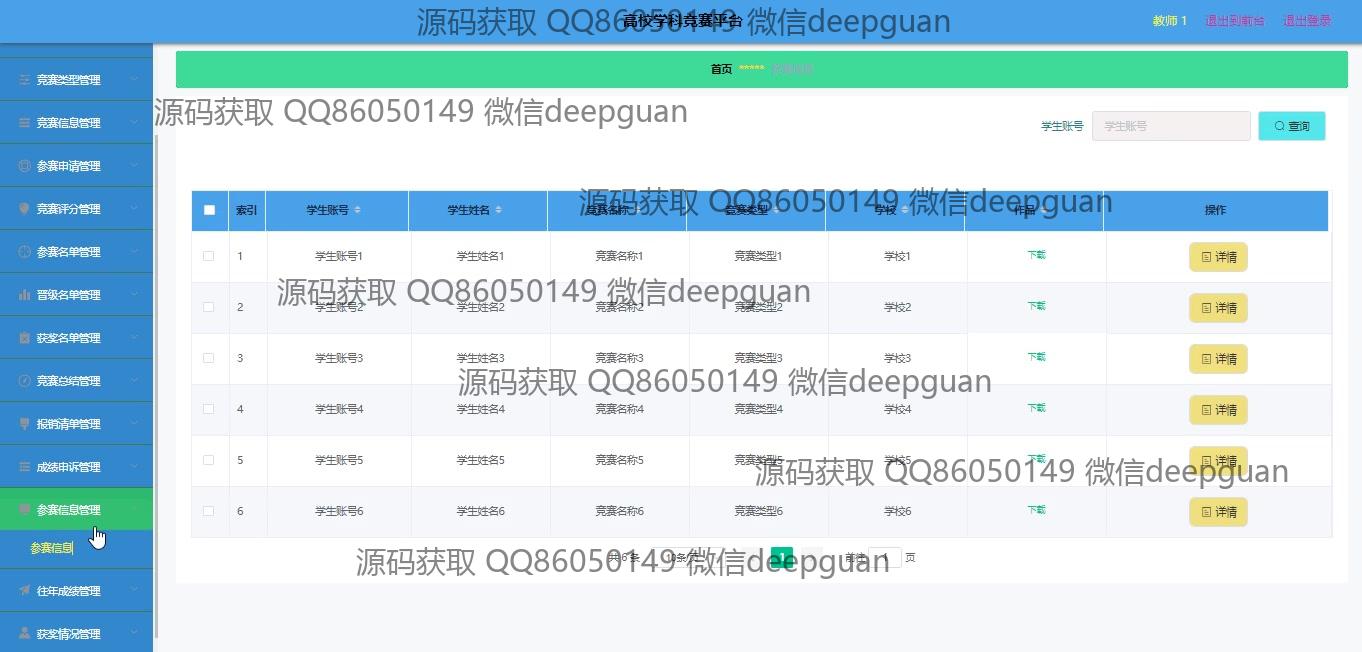 高校学科竞赛平台
教师 1 退出到前台 退出登录
源码获取 QQ86050149 微信deepguan
首页 *****
源码获取 QQ86050149 微信deepguan
学生账号 学生账号 查询
竞赛类型管理
竞赛信息管理
参赛申请管理
竞赛评分管理
参赛名单管理
晋级名单管理
获奖名单管理
竞赛总结管理
报销清单管理
成绩申诉管理
参赛信息管理
参赛信息
往年成绩管理
获奖情况管理
源码获取 QQ86050149 微信deepguan
索引 学生账号 学生姓名 竞赛名称 竞赛类型 学校 作品 操作
1 学生账号1 学生姓名1 竞赛名称1 竞赛类型1 学校1 下载 详情
源码获取 QQ86050149 微信deepguan
2 学生账号2 学生姓名2 竞赛名称2 竞赛类型2 学校2 下载 详情
3 学生账号3 学生姓名3 竞赛名称3 竞赛类型3 学校3 下载 详情
源码获取 QQ86050149 微信deepguan
4 学生账号4 学生姓名4 竞赛名称4 竞赛类型4 学校4 下载 详情
5 学生账号5 学生姓名5 竞赛名称5 竞赛类型5 学校5 下载 详情
源码获取 QQ86050149 微信deepguan
6 学生账号6 学生姓名6 竞赛名称6 竞赛类型6 学校6 下载 详情
共 6 条 10条/页 1 前往 1 页
源码获取 QQ86050149 微信deepguan